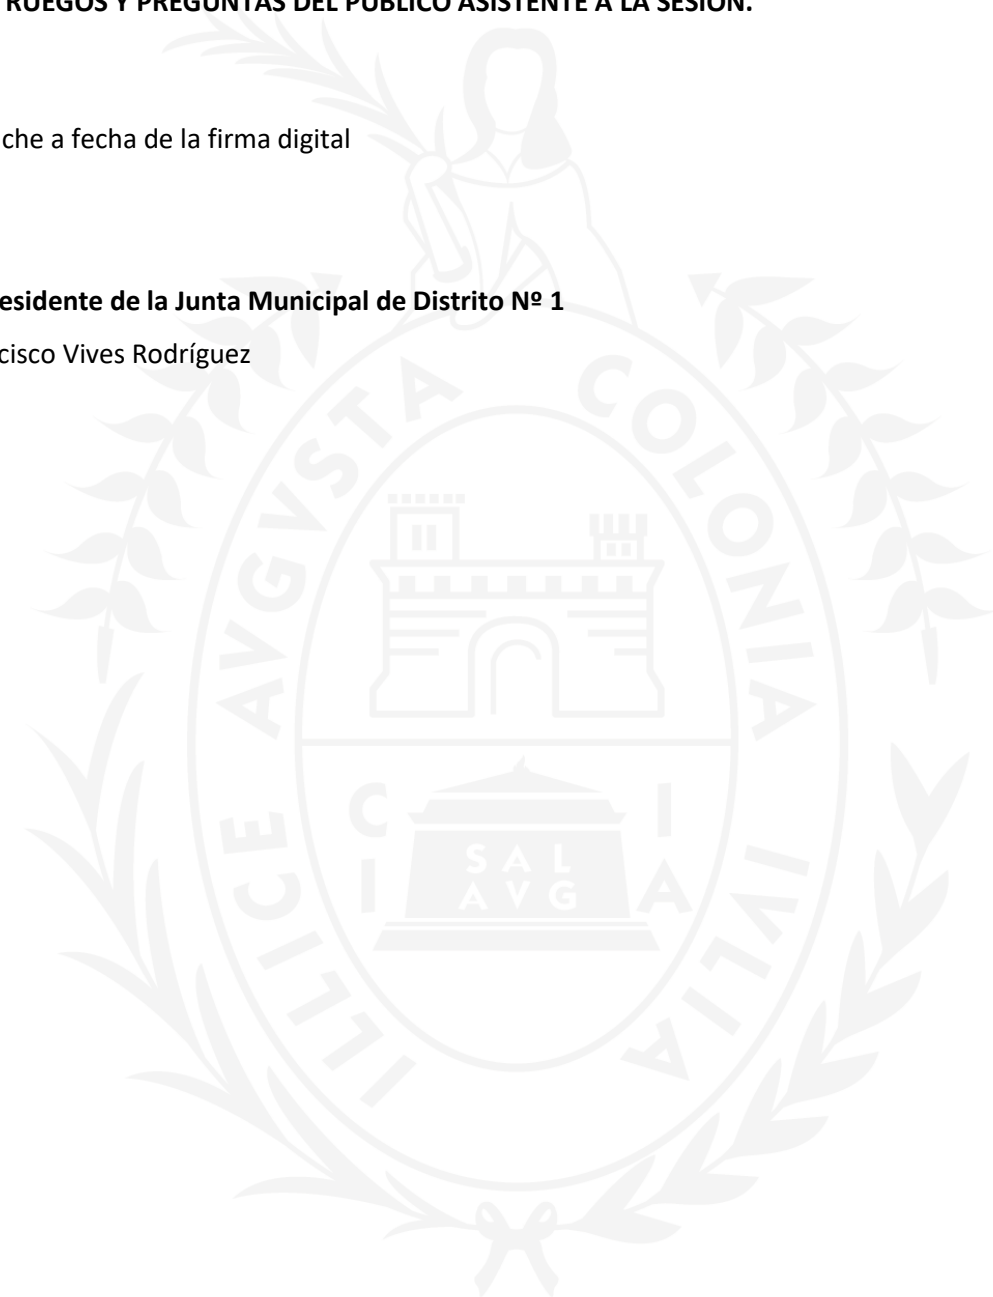 RUEGOS Y PREGUNTAS DEL PÚBLICO ASISTENTE A LA SESIÓN.
che a fecha de la firma digital
esidente de la Junta Municipal de Distrito Nº 1
cisco Vives Rodríguez
ILLICE AVGVSTA COLONIA IVLIA
C I
I A
SAL
AVG